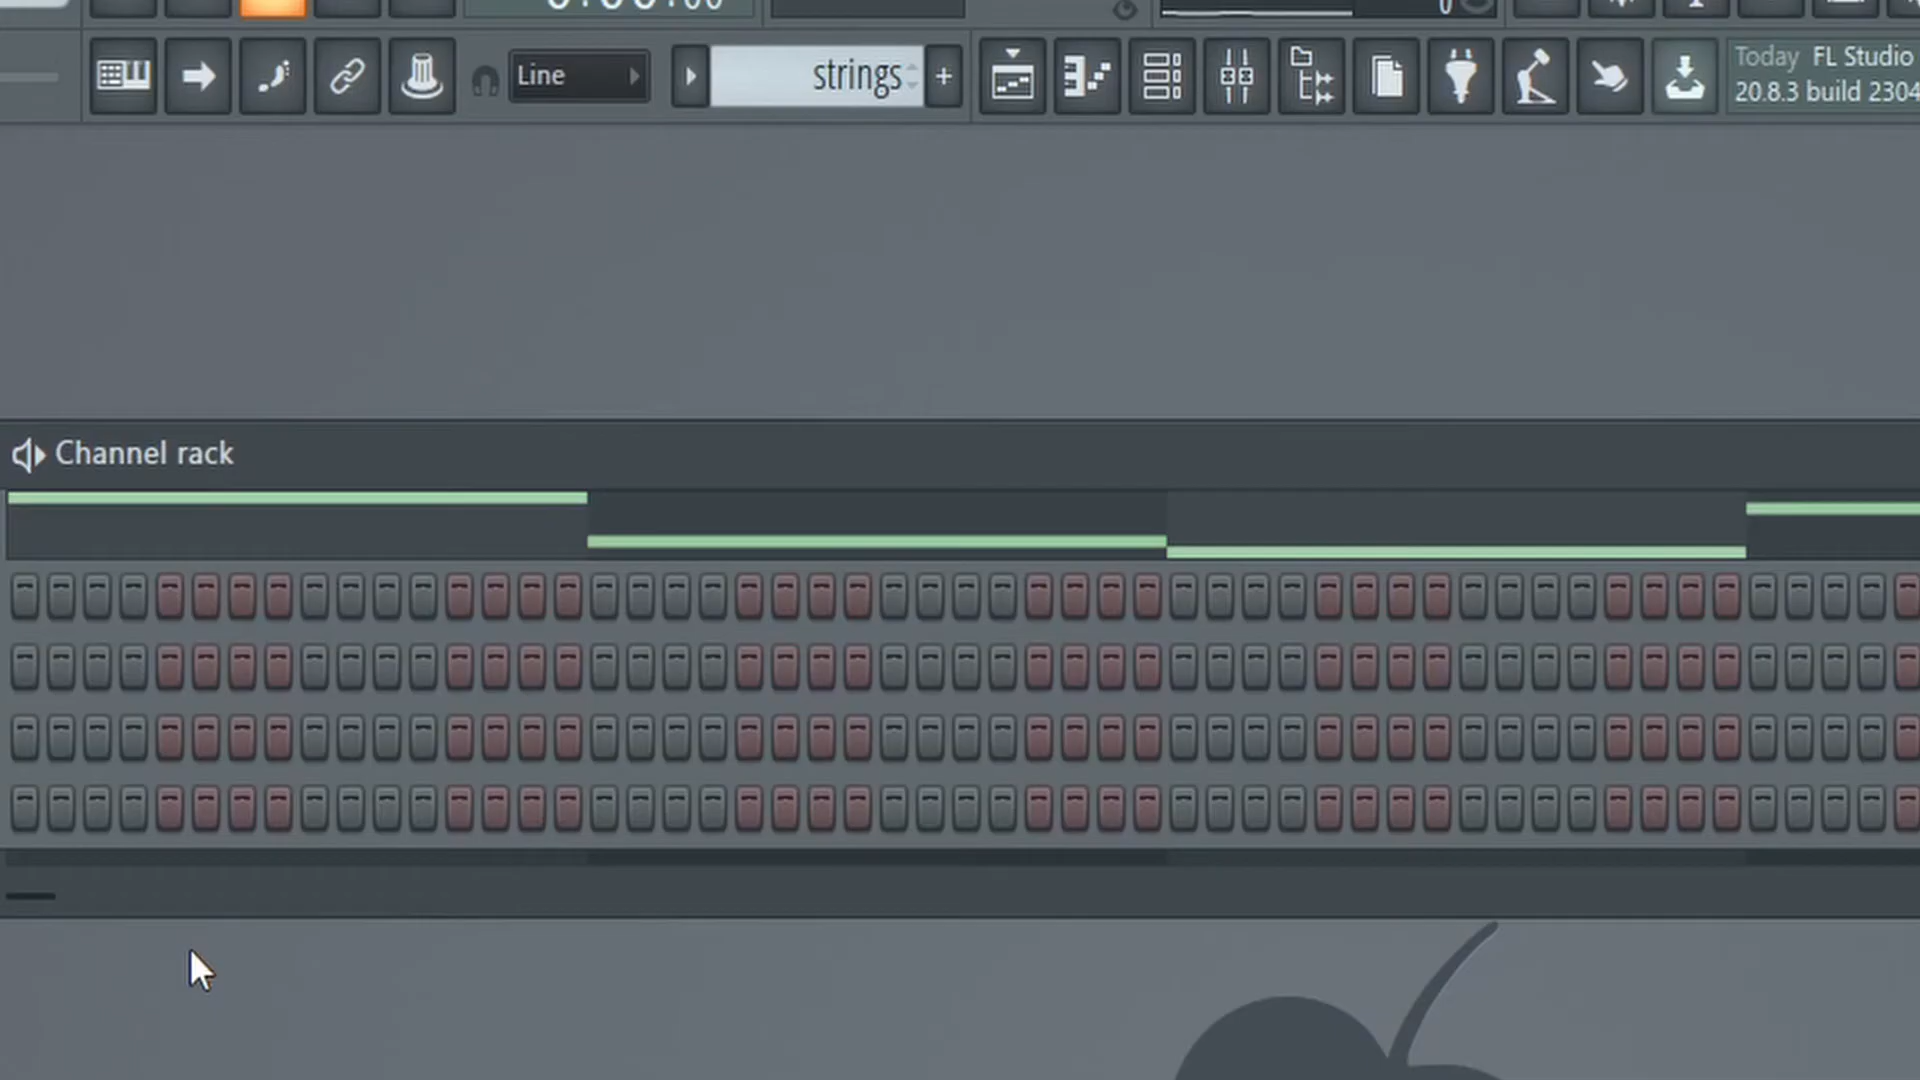 Line
strings
+
Today FL Studio
20.8.3 build 2304
Channel rack